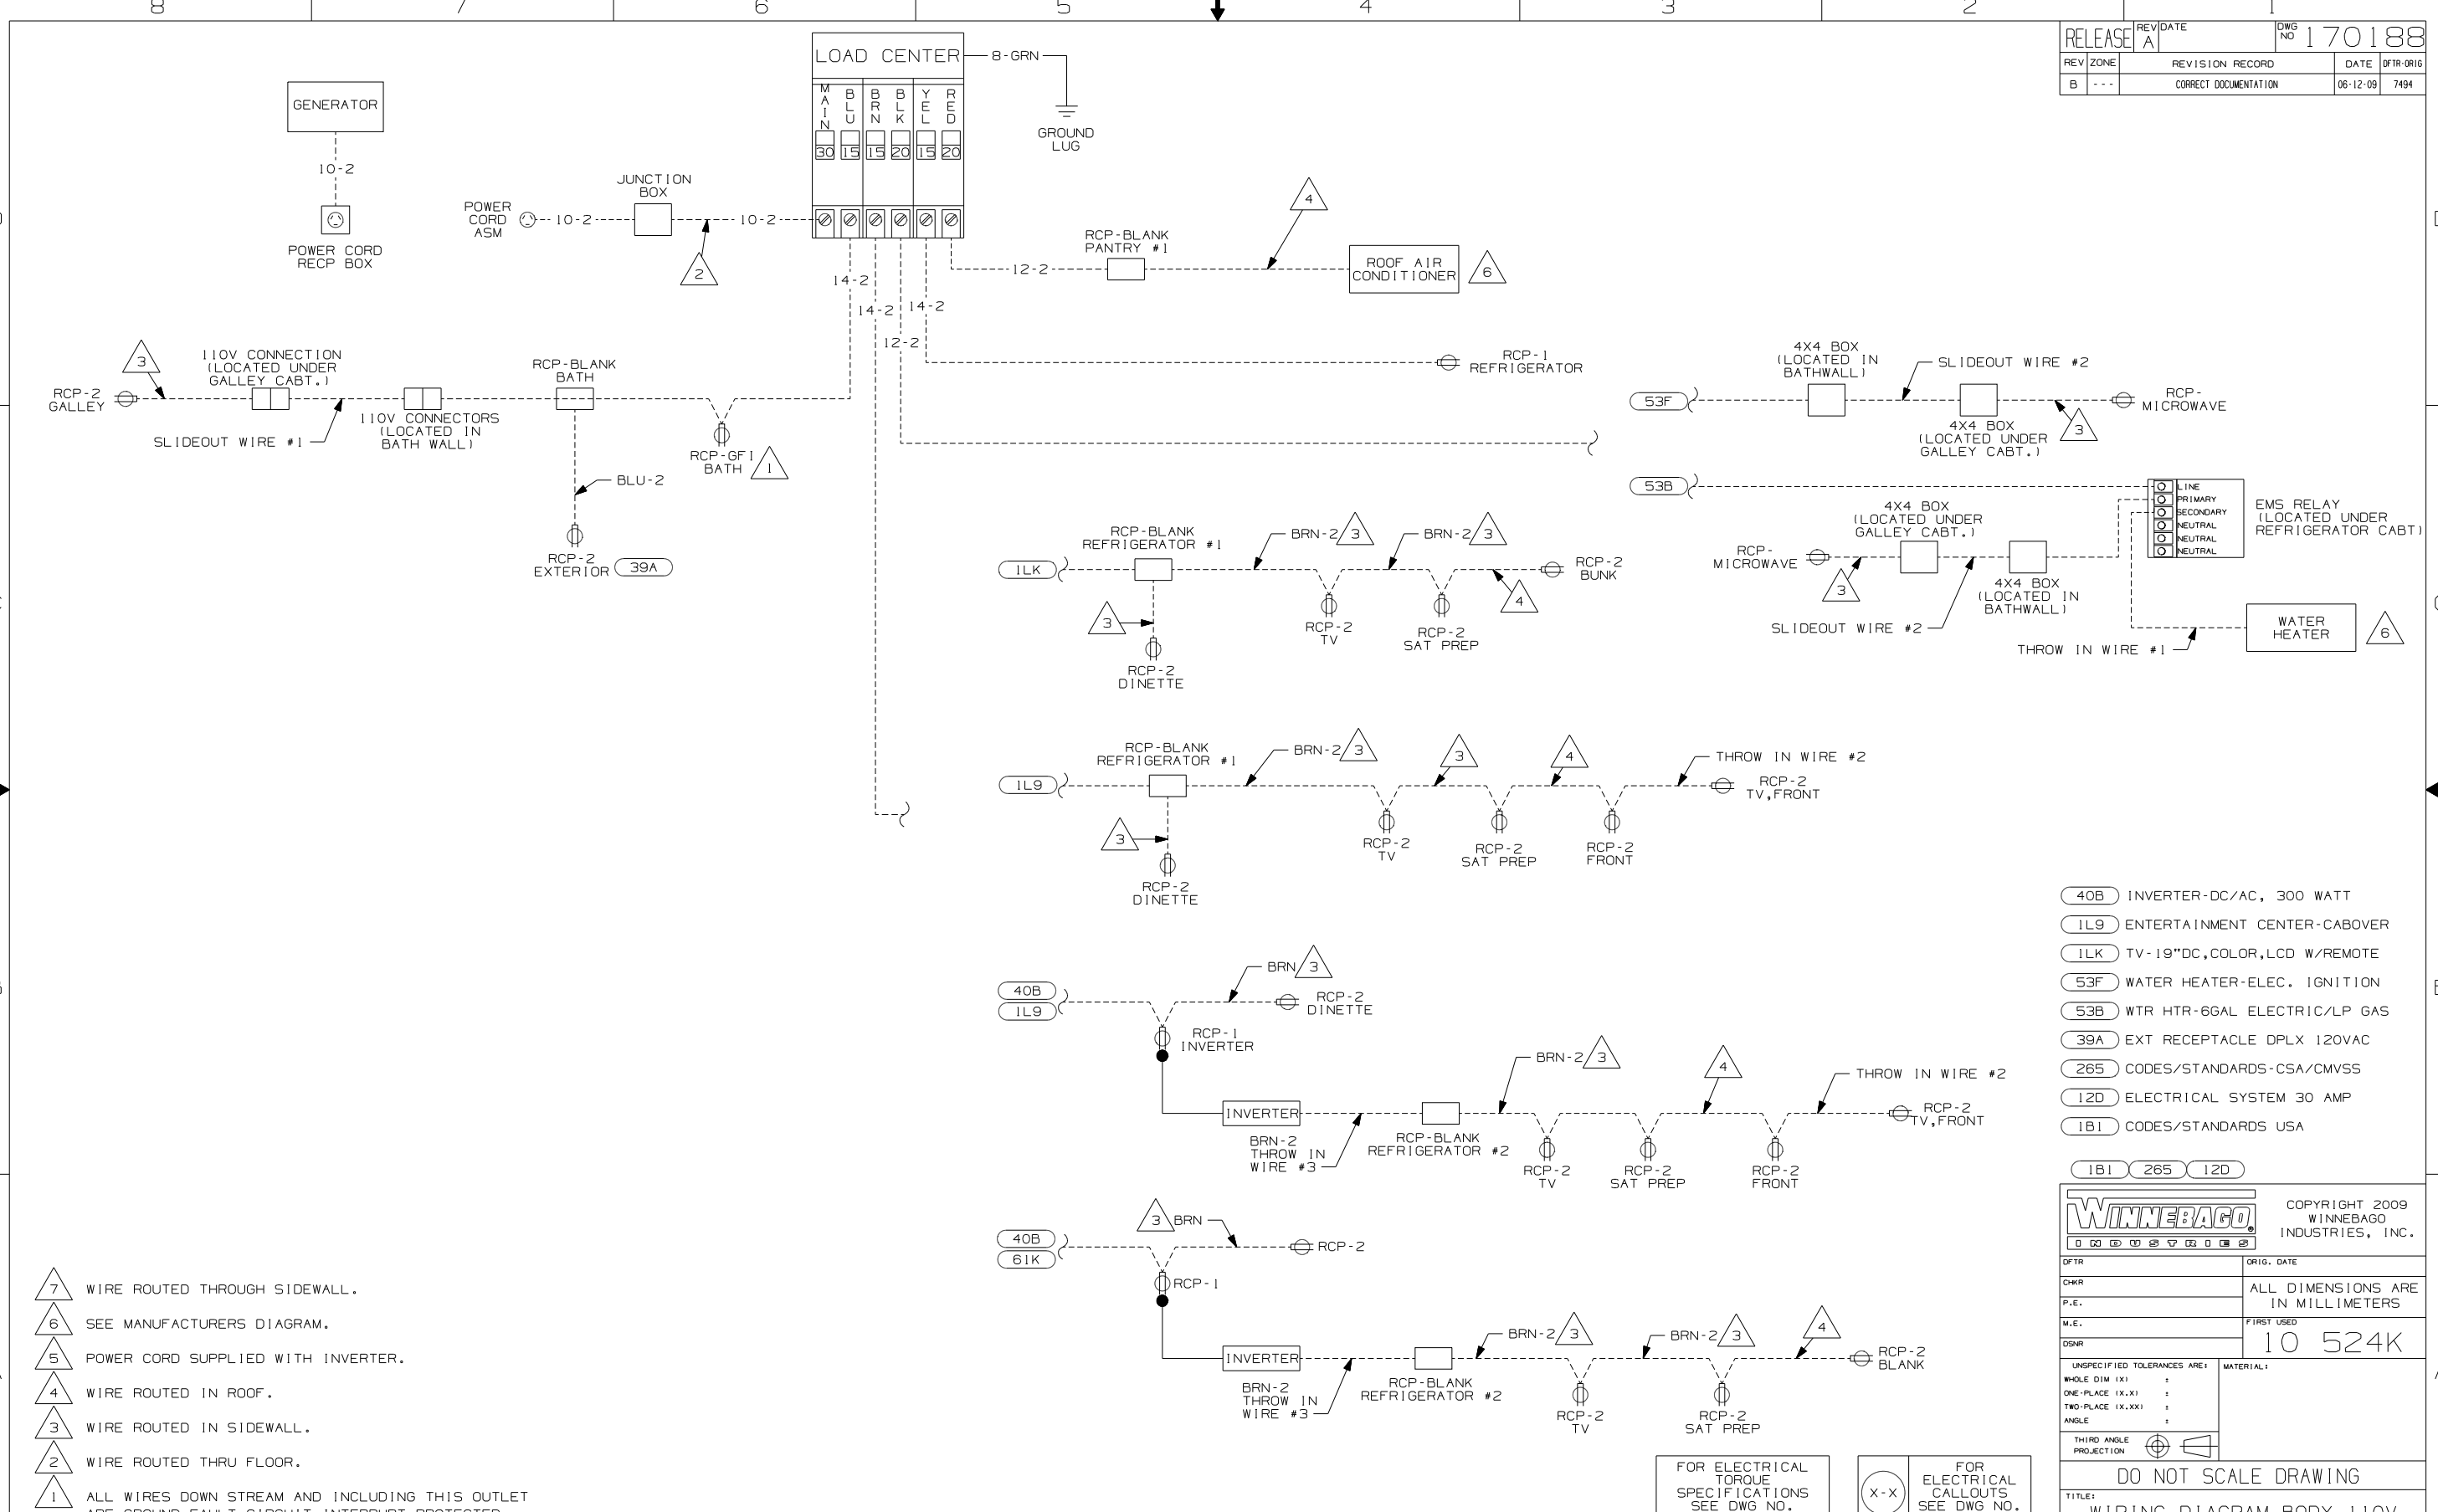 8 7 6 5 4 3 2 1
RELEASE
REV
A
DATE
DWG
NO
170188
REV ZONE REVISION RECORD DATE DFTR-ORIG
B --- CORRECT DOCUMENTATION 06-12-09 7494
LOAD CENTER
8-GRN
GROUND
LUG
MAIN BLU BRN BLK YEL RED
30 15 15 20 15 20
GENERATOR
10-2
POWER CORD
RECP BOX
POWER
CORD
ASM
10-2
JUNCTION
BOX
10-2
2
14-2
14-2
14-2
12-2
12-2
RCP-BLANK
PANTRY #1
4
ROOF AIR
CONDITIONER
6
RCP-1
REFRIGERATOR
3
RCP-2
GALLEY
110V CONNECTION
(LOCATED UNDER
GALLEY CABT.)
SLIDEOUT WIRE #1
110V CONNECTORS
(LOCATED IN
BATH WALL)
RCP-BLANK
BATH
RCP-GFI
BATH
1
BLU-2
RCP-2
EXTERIOR
39A
53F
4X4 BOX
(LOCATED IN
BATHWALL)
SLIDEOUT WIRE #2
4X4 BOX
(LOCATED UNDER
GALLEY CABT.)
3
RCP-
MICROWAVE
53B
LINE
PRIMARY
SECONDARY
NEUTRAL
NEUTRAL
NEUTRAL
EMS RELAY
(LOCATED UNDER
REFRIGERATOR CABT)
RCP-
MICROWAVE
3
4X4 BOX
(LOCATED UNDER
GALLEY CABT.)
4X4 BOX
(LOCATED IN
BATHWALL)
SLIDEOUT WIRE #2
THROW IN WIRE #1
WATER
HEATER
6
1LK
RCP-BLANK
REFRIGERATOR #1
BRN-2 3
BRN-2 3
4
RCP-2
BUNK
3
RCP-2
DINETTE
RCP-2
TV
RCP-2
SAT PREP
1L9
RCP-BLANK
REFRIGERATOR #1
BRN-2 3
3
4
THROW IN WIRE #2
RCP-2
TV,FRONT
3
RCP-2
DINETTE
RCP-2
TV
RCP-2
SAT PREP
RCP-2
FRONT
40B
1L9
BRN 3
RCP-2
DINETTE
RCP-1
INVERTER
INVERTER
BRN-2
THROW IN
WIRE #3
RCP-BLANK
REFRIGERATOR #2
BRN-2 3
4
THROW IN WIRE #2
RCP-2
TV,FRONT
RCP-2
TV
RCP-2
SAT PREP
RCP-2
FRONT
40B
61K
3 BRN
RCP-2
RCP-1
INVERTER
BRN-2
THROW IN
WIRE #3
RCP-BLANK
REFRIGERATOR #2
BRN-2 3
BRN-2 3
4
RCP-2
BLANK
RCP-2
TV
RCP-2
SAT PREP
40B INVERTER-DC/AC, 300 WATT
1L9 ENTERTAINMENT CENTER-CABOVER
1LK TV-19"DC,COLOR,LCD W/REMOTE
53F WATER HEATER-ELEC. IGNITION
53B WTR HTR-6GAL ELECTRIC/LP GAS
39A EXT RECEPTACLE DPLX 120VAC
265 CODES/STANDARDS-CSA/CMVSS
12D ELECTRICAL SYSTEM 30 AMP
1B1 CODES/STANDARDS USA
1B1 265 12D
7 WIRE ROUTED THROUGH SIDEWALL.
6 SEE MANUFACTURERS DIAGRAM.
5 POWER CORD SUPPLIED WITH INVERTER.
4 WIRE ROUTED IN ROOF.
3 WIRE ROUTED IN SIDEWALL.
2 WIRE ROUTED THRU FLOOR.
1 ALL WIRES DOWN STREAM AND INCLUDING THIS OUTLET
ARE GROUND FAULT CIRCUIT INTERRUPT PROTECTED
FOR ELECTRICAL
TORQUE
SPECIFICATIONS
SEE DWG NO.
X-X
FOR
ELECTRICAL
CALLOUTS
SEE DWG NO.
WINNEBAGO
INDUSTRIES
COPYRIGHT 2009
WINNEBAGO
INDUSTRIES, INC.
DFTR
ORIG. DATE
CHKR
P.E.
M.E.
DSNR
ALL DIMENSIONS ARE
IN MILLIMETERS
FIRST USED
10 524K
UNSPECIFIED TOLERANCES ARE:
MATERIAL:
WHOLE DIM (X) ±
ONE-PLACE (X.X) ±
TWO-PLACE (X.XX) ±
ANGLE ±
THIRD ANGLE
PROJECTION
DO NOT SCALE DRAWING
TITLE:
WIRING DIAGRAM-BODY 110V